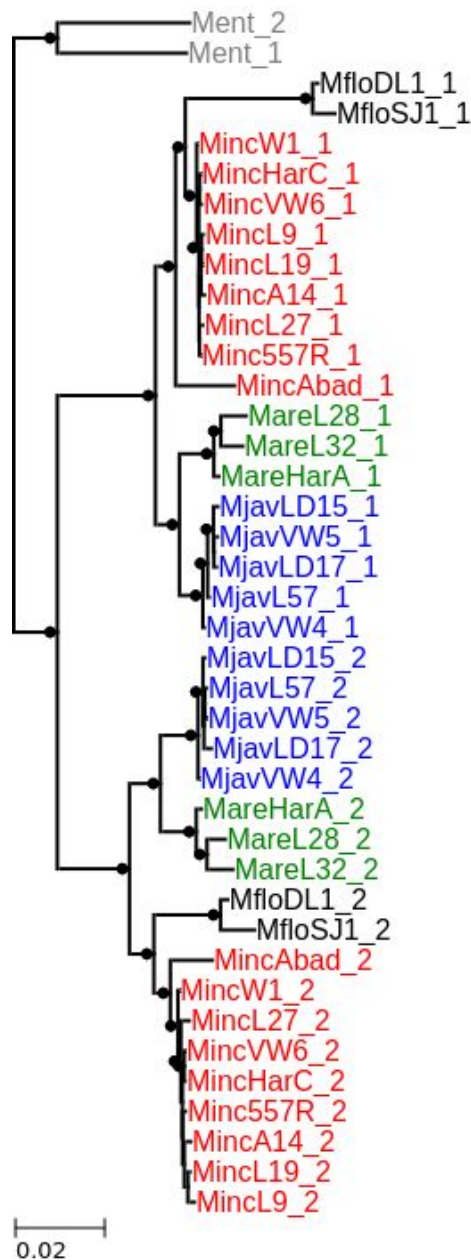 Ment_2
Ment_1
MfloDL1_1
MfloSJ1_1
MincW1_1
MincHarC_1
MincVW6_1
MincL9_1
MincL19_1
MincA14_1
MincL27_1
Minc557R_1
MincAbad_1
MareL28_1
MareL32_1
MareHarA_1
MjavLD15_1
MjavVW5_1
MjavLD17_1
MjavL57_1
MjavVW4_1
MjavLD15_2
MjavL57_2
MjavVW5_2
MjavLD17_2
MjavVW4_2
MareHarA_2
MareL28_2
MareL32_2
MfloDL1_2
MfloSJ1_2
MincAbad_2
MincW1_2
MincL27_2
MincVW6_2
MincHarC_2
Minc557R_2
MincA14_2
MincL19_2
MincL9_2
0.02